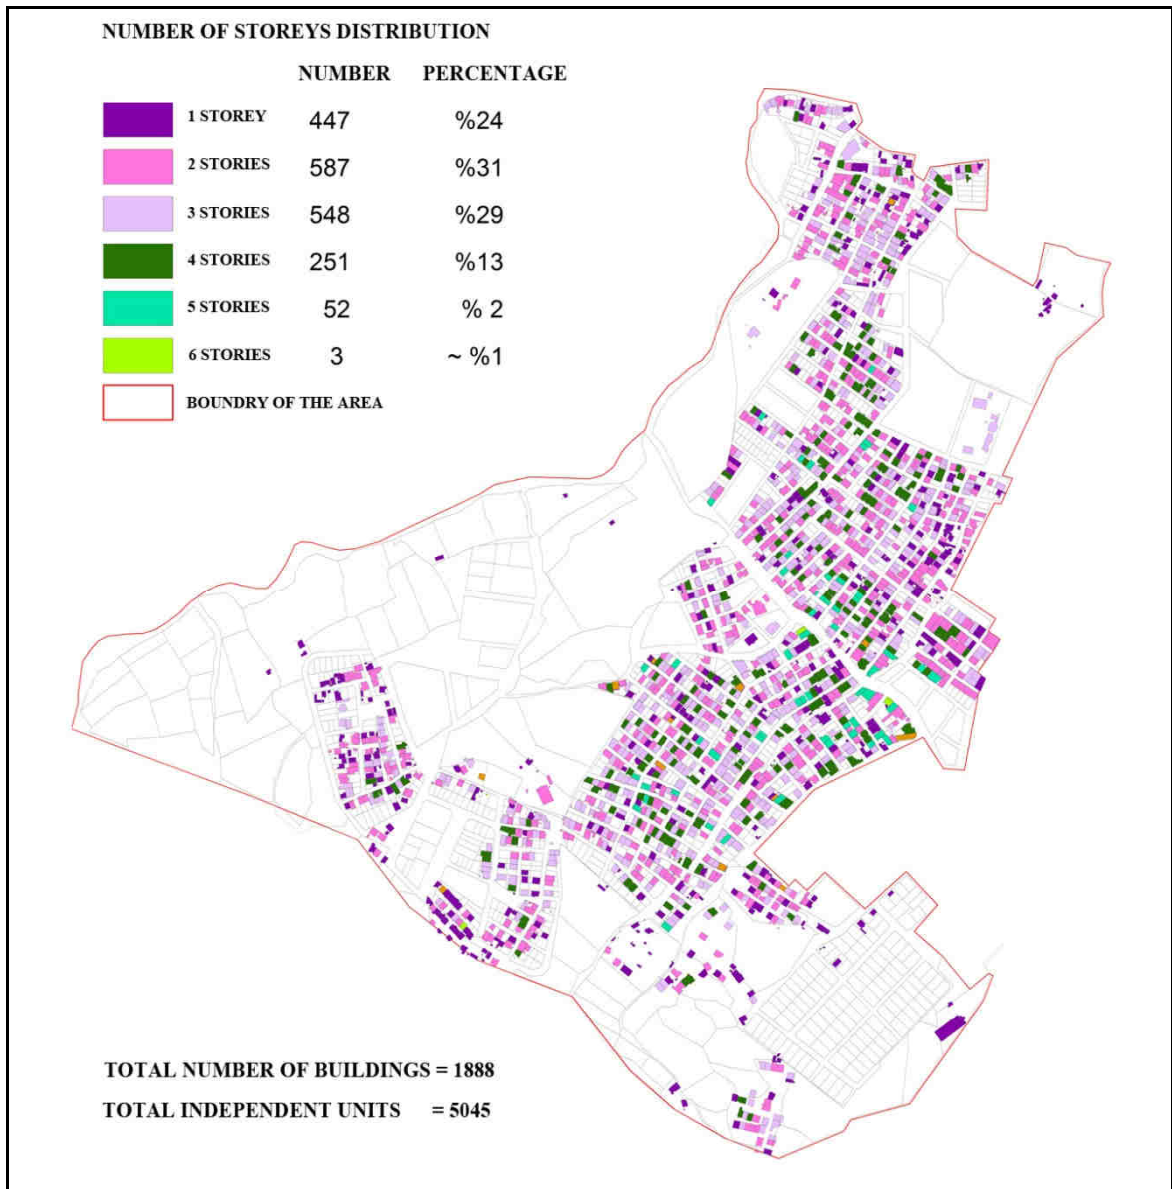 NUMBER OF STOREYS DISTRIBUTION
NUMBER PERCENTAGE
1 STOREY 447 %24
2 STORIES 587 %31
3 STORIES 548 %29
4 STORIES 251 %13
5 STORIES 52 % 2
6 STORIES 3 ~ %1
BOUNDRY OF THE AREA
TOTAL NUMBER OF BUILDINGS = 1888
TOTAL INDEPENDENT UNITS = 5045